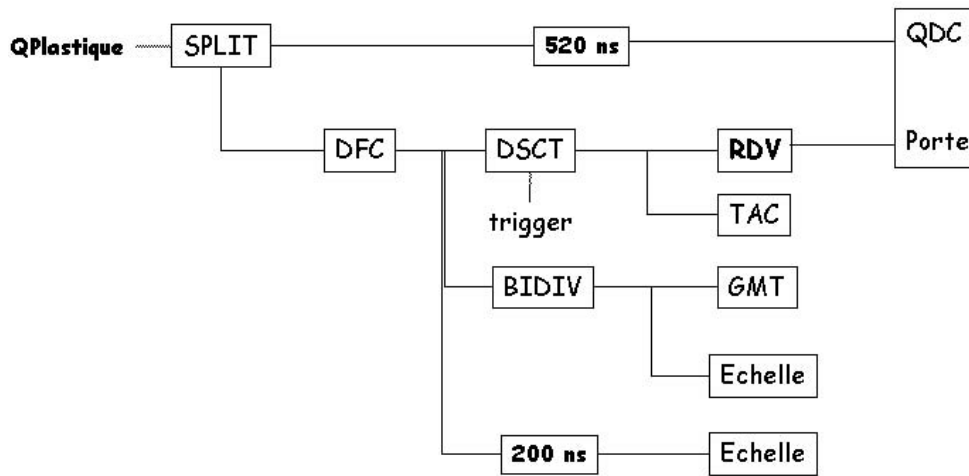 QPlastique SPLIT 520 ns QDC
DFC DSCT RDV Porte
trigger TAC
BIDIV GMT
Echelle
200 ns Echelle